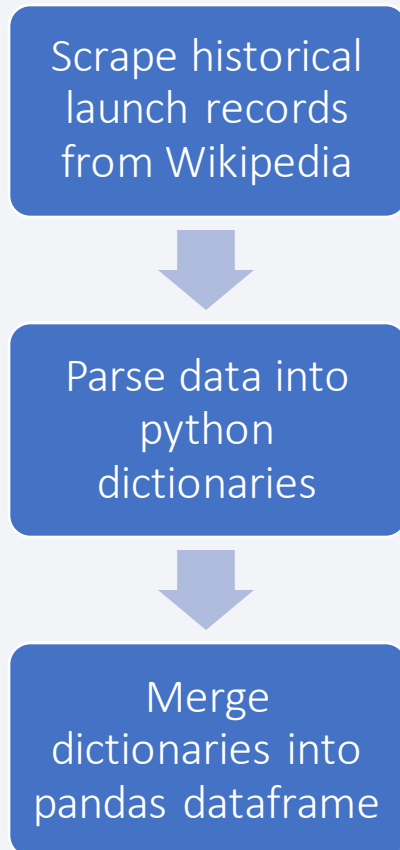 Scrape historical
launch records
from Wikipedia
Parse data into
python
dictionaries
Merge
dictionaries into
pandas dataframe